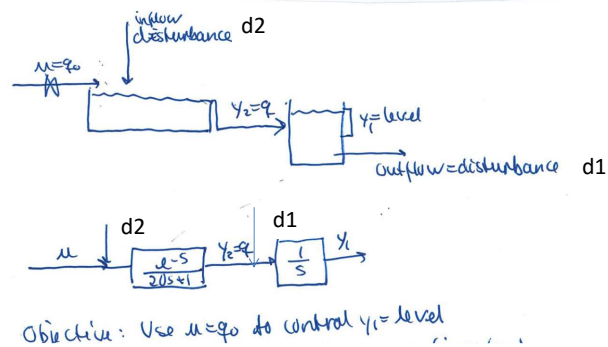 inflow
disturbance d2
u=q₀
y₂=q
y₁=level
outflow=disturbance d1
d2
d1
u
e^-s
20s+1
y₂=q
1
s
y₁
Objective: Use u=q₀ to control y₁=level